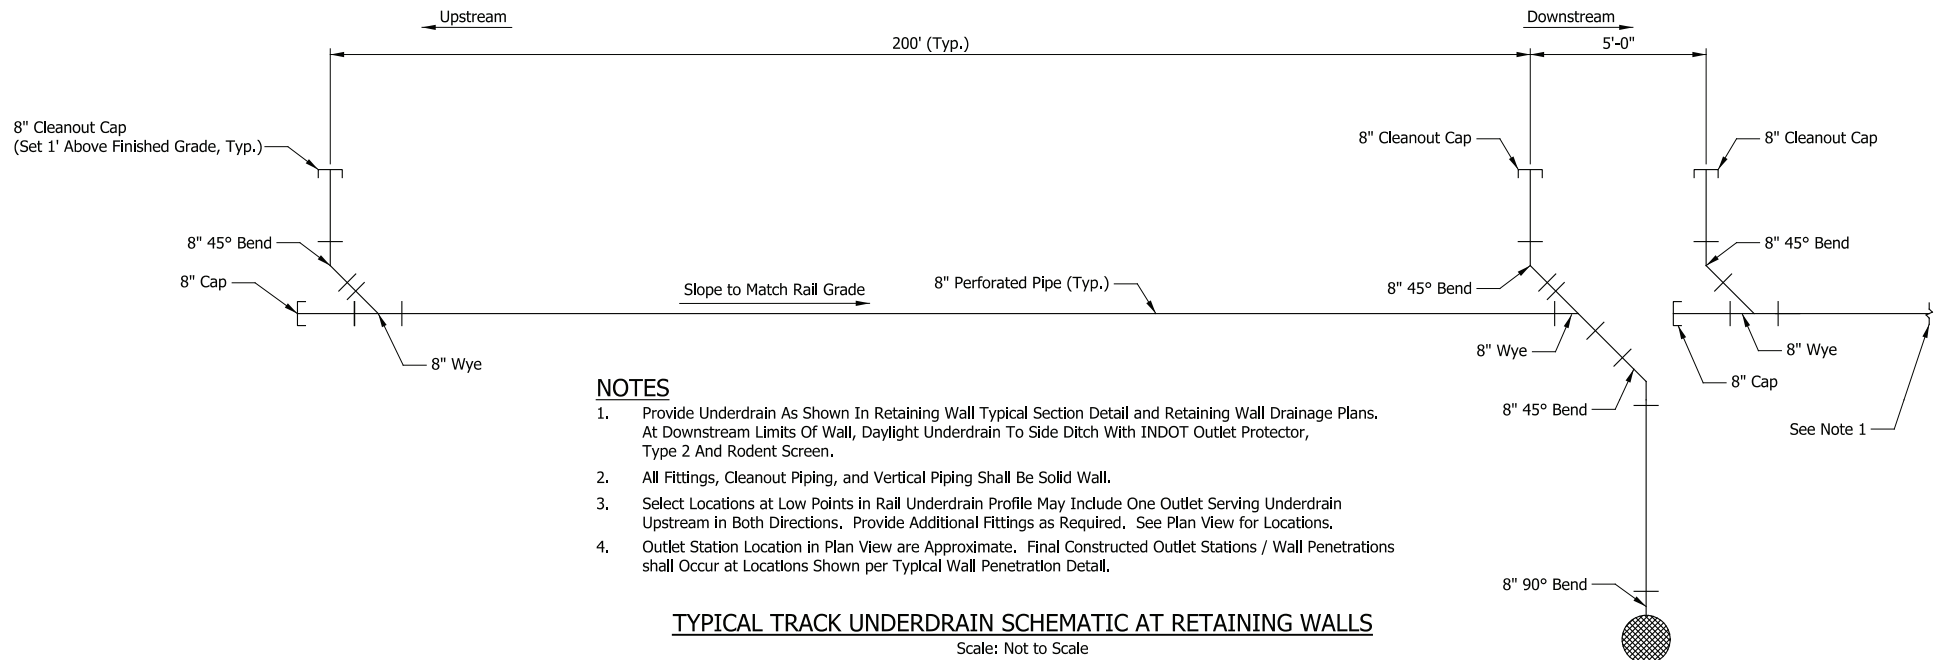 Upstream
Downstream
200' (Typ.)
5'-0"
8" Cleanout Cap
(Set 1' Above Finished Grade, Typ.)
8" Cleanout Cap
8" Cleanout Cap
8" 45° Bend
8" 45° Bend
8" Cap
Slope to Match Rail Grade
8" Perforated Pipe (Typ.)
8" 45° Bend
8" Wye
8" Wye
8" Wye
8" Cap
8" 45° Bend
See Note 1
NOTES
1. Provide Underdrain As Shown In Retaining Wall Typical Section Detail and Retaining Wall Drainage Plans.
At Downstream Limits Of Wall, Daylight Underdrain To Side Ditch With INDOT Outlet Protector,
Type 2 And Rodent Screen.
2. All Fittings, Cleanout Piping, and Vertical Piping Shall Be Solid Wall.
3. Select Locations at Low Points in Rail Underdrain Profile May Include One Outlet Serving Underdrain
Upstream in Both Directions. Provide Additional Fittings as Required. See Plan View for Locations.
4. Outlet Station Location in Plan View are Approximate. Final Constructed Outlet Stations / Wall Penetrations
shall Occur at Locations Shown per Typical Wall Penetration Detail.
8" 90° Bend
TYPICAL TRACK UNDERDRAIN SCHEMATIC AT RETAINING WALLS
Scale: Not to Scale